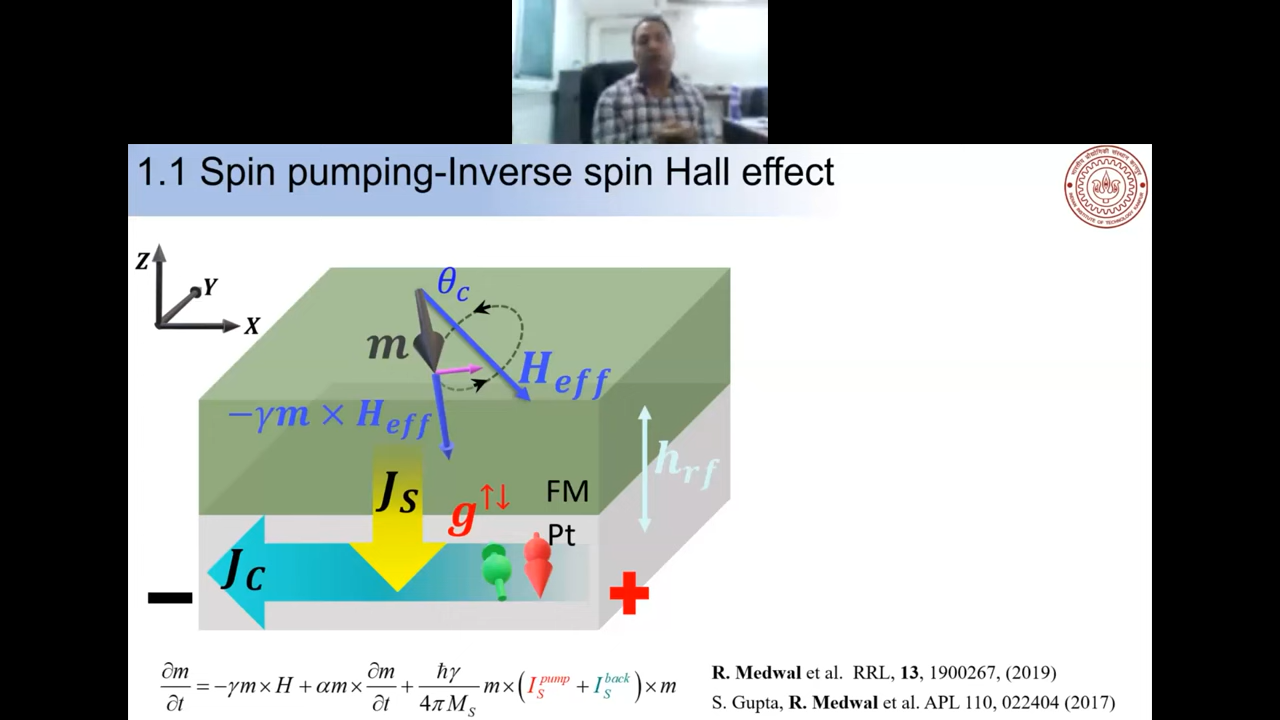 1.1 Spin pumping-Inverse spin Hall effect
Z
Y
X
θc
m
Heff
−γm × Heff
hrf
JS
g↑↓
FM
Pt
JC
−
+
∂m/∂t = −γm×H + αm×∂m/∂t + ħγ/4πMS m×(IS^pump + IS^back)×m
R. Medwal et al. RRL, 13, 1900267, (2019)
S. Gupta, R. Medwal et al. APL 110, 022404 (2017)